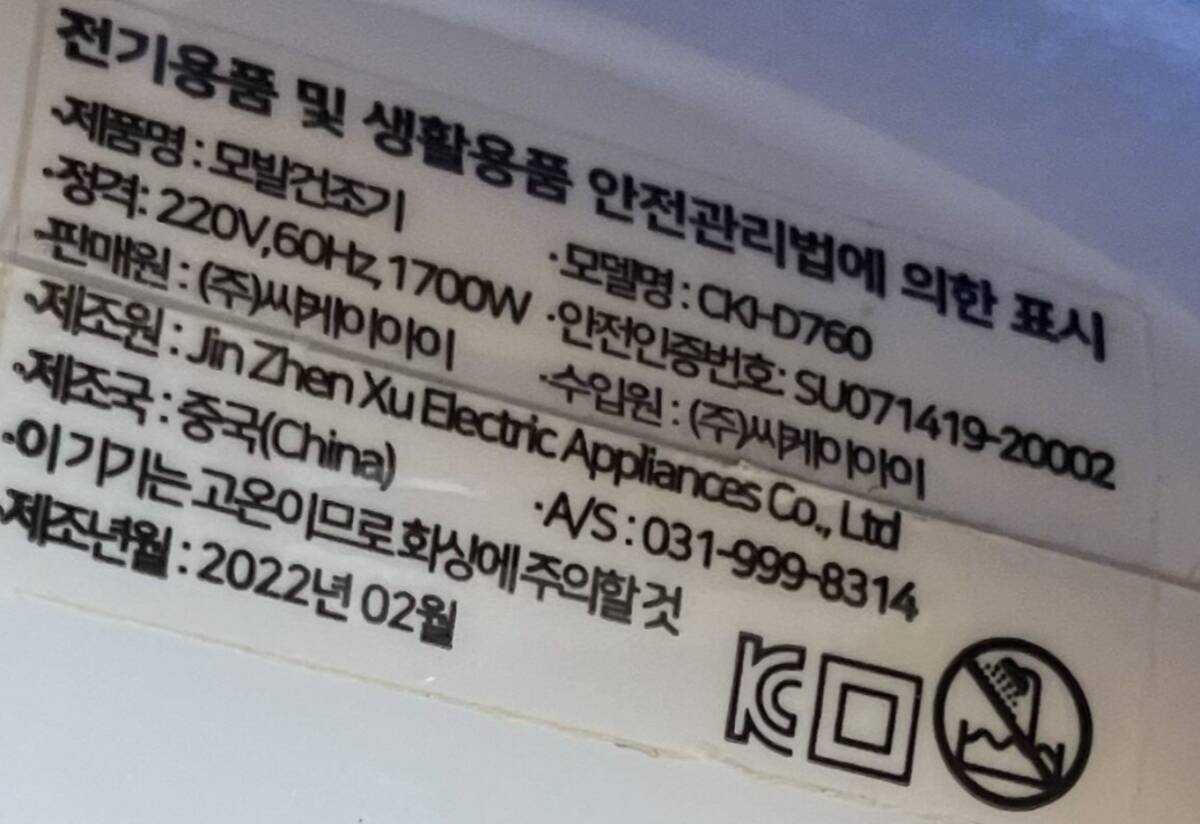 전기용품 및 생활용품 안전관리법에 의한 표시
·제품명 : 모발건조기
·모델명 : CKI-D760
·정격: 220V,60Hz,1700W
·안전인증번호: SU071419-20002
·판매원 : (주)씨케이아이
·수입원 : (주)씨케이아이
·제조원 : Jin Zhen Xu Electric Appliances Co., Ltd
·제조국 : 중국(China)
·A/S : 031-999-8314
·이 기기는 고온이므로 화상에 주의할 것
·제조년월 : 2022년 02월
KC